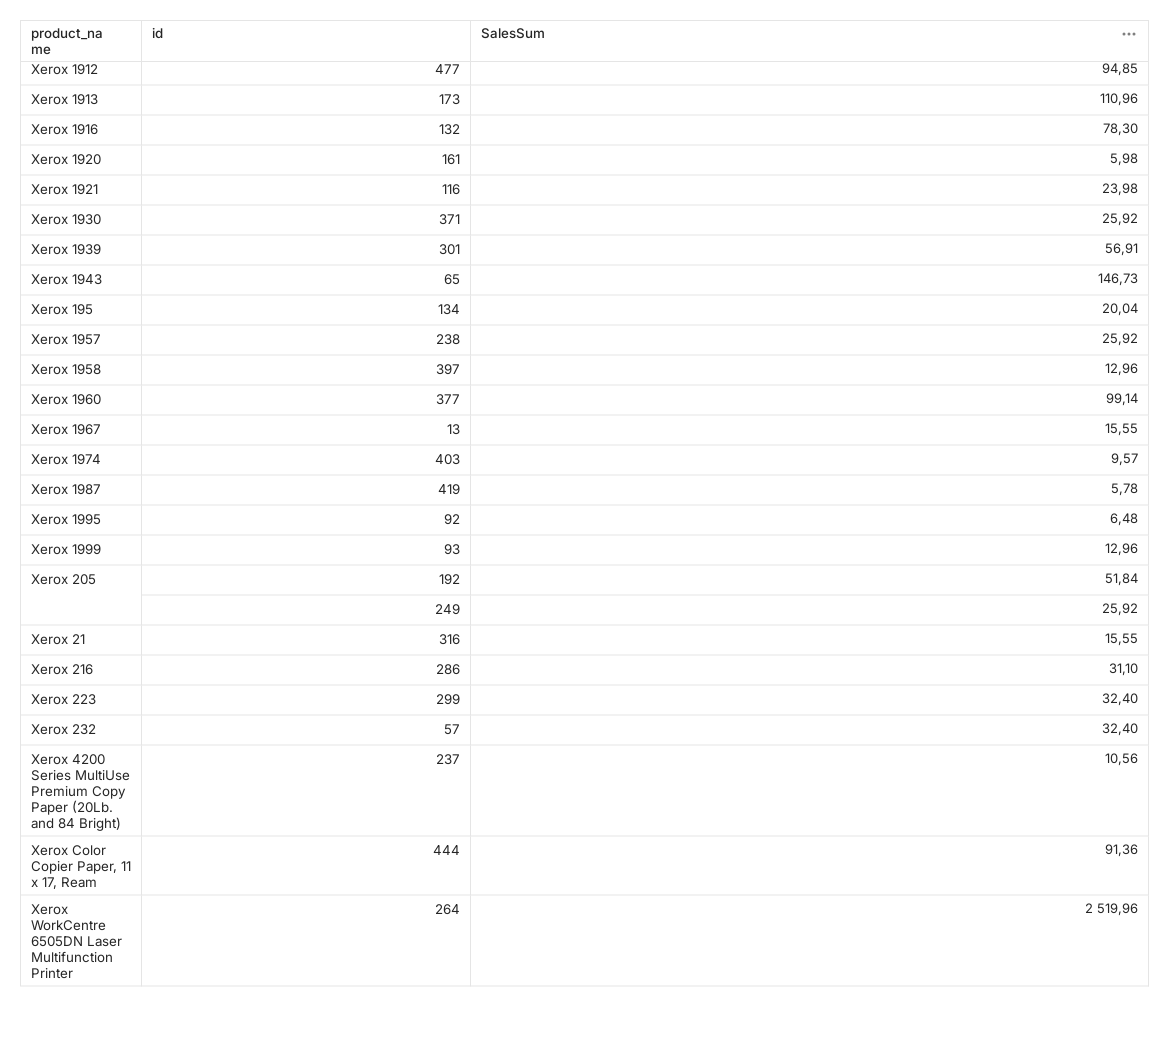 product_na
me id SalesSum ...
Xerox 1912 477 94,85
Xerox 1913 173 110,96
Xerox 1916 132 78,30
Xerox 1920 161 5,98
Xerox 1921 116 23,98
Xerox 1930 371 25,92
Xerox 1939 301 56,91
Xerox 1943 65 146,73
Xerox 195 134 20,04
Xerox 1957 238 25,92
Xerox 1958 397 12,96
Xerox 1960 377 99,14
Xerox 1967 13 15,55
Xerox 1974 403 9,57
Xerox 1987 419 5,78
Xerox 1995 92 6,48
Xerox 1999 93 12,96
Xerox 205 192 51,84
249 25,92
Xerox 21 316 15,55
Xerox 216 286 31,10
Xerox 223 299 32,40
Xerox 232 57 32,40
Xerox 4200 237 10,56
Series MultiUse
Premium Copy
Paper (20Lb.
and 84 Bright)
Xerox Color 444 91,36
Copier Paper, 11
x 17, Ream
Xerox 264 2 519,96
WorkCentre
6505DN Laser
Multifunction
Printer